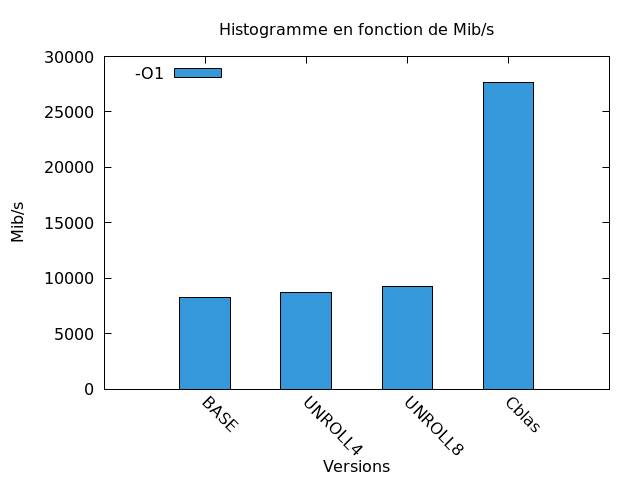 Histogramme en fonction de Mib/s
-O1
Mib/s
30000
25000
20000
15000
10000
5000
0
BASE
UNROLL4
UNROLL8
Cblas
Versions